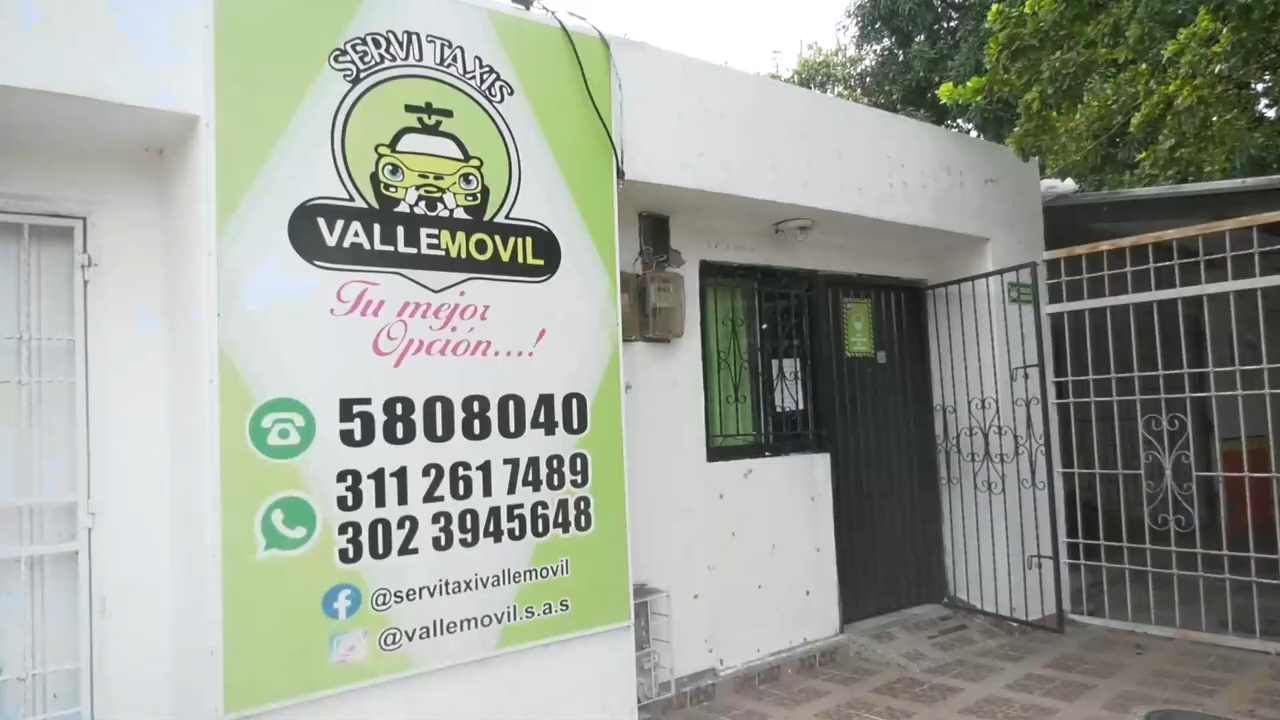 SERVI TAXIS
VALLEMOVIL
Tu mejor
Opción...!
5808040
311 261 7489
302 3945648
@servitaxivallemovil
@vallemovil.s.a.s